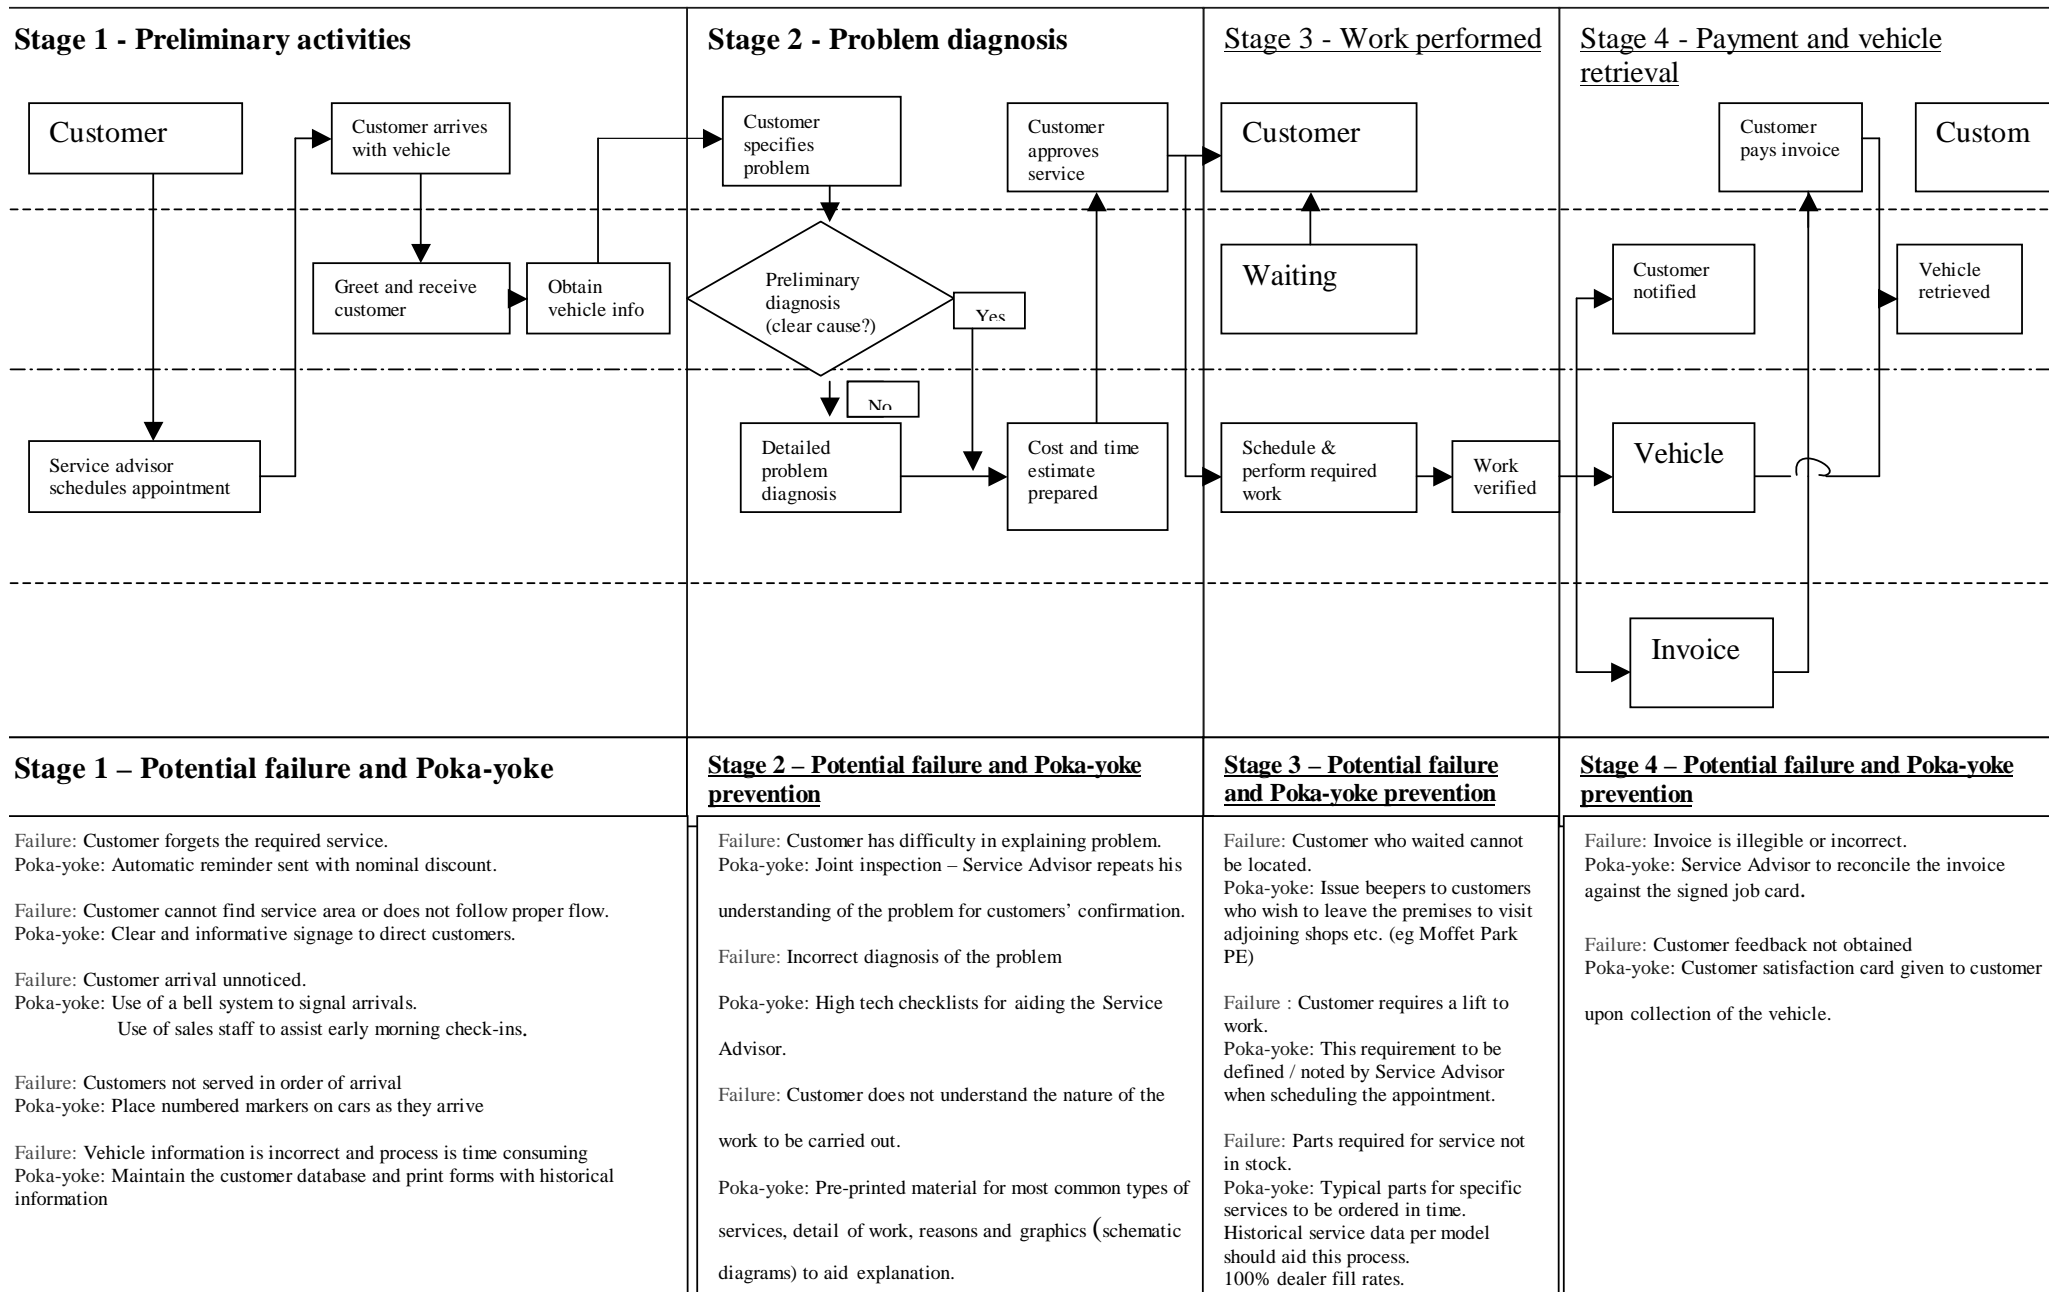 Stage 1 - Preliminary activities
Stage 2 - Problem diagnosis
Stage 3 - Work performed
Stage 4 - Payment and vehicle
retrieval
Customer
Customer arrives
with vehicle
Customer
specifies
problem
Customer
approves
service
Customer
Customer
pays invoice
Custom
Greet and receive
customer
Obtain
vehicle info
Preliminary
diagnosis
(clear cause?)
Yes
Waiting
Customer
notified
Vehicle
retrieved
No
Service advisor
schedules appointment
Detailed
problem
diagnosis
Cost and time
estimate
prepared
Schedule &
perform required
work
Work
verified
Vehicle
Invoice
Stage 1 – Potential failure and Poka-yoke
Failure: Customer forgets the required service.
Poka-yoke: Automatic reminder sent with nominal discount.
Failure: Customer cannot find service area or does not follow proper flow.
Poka-yoke: Clear and informative signage to direct customers.
Failure: Customer arrival unnoticed.
Poka-yoke: Use of a bell system to signal arrivals.
Use of sales staff to assist early morning check-ins.
Failure: Customers not served in order of arrival
Poka-yoke: Place numbered markers on cars as they arrive
Failure: Vehicle information is incorrect and process is time consuming
Poka-yoke: Maintain the customer database and print forms with historical
information
Stage 2 – Potential failure and Poka-yoke
prevention
Failure: Customer has difficulty in explaining problem.
Poka-yoke: Joint inspection – Service Advisor repeats his
understanding of the problem for customers’ confirmation.
Failure: Incorrect diagnosis of the problem
Poka-yoke: High tech checklists for aiding the Service
Advisor.
Failure: Customer does not understand the nature of the
work to be carried out.
Poka-yoke: Pre-printed material for most common types of
services, detail of work, reasons and graphics (schematic
diagrams) to aid explanation.
Stage 3 – Potential failure
and Poka-yoke prevention
Failure: Customer who waited cannot
be located.
Poka-yoke: Issue beepers to customers
who wish to leave the premises to visit
adjoining shops etc. (eg Moffet Park
PE)
Failure : Customer requires a lift to
work.
Poka-yoke: This requirement to be
defined / noted by Service Advisor
when scheduling the appointment.
Failure: Parts required for service not
in stock.
Poka-yoke: Typical parts for specific
services to be ordered in time.
Historical service data per model
should aid this process.
100% dealer fill rates.
Stage 4 – Potential failure and Poka-yoke
prevention
Failure: Invoice is illegible or incorrect.
Poka-yoke: Service Advisor to reconcile the invoice
against the signed job card.
Failure: Customer feedback not obtained
Poka-yoke: Customer satisfaction card given to customer
upon collection of the vehicle.